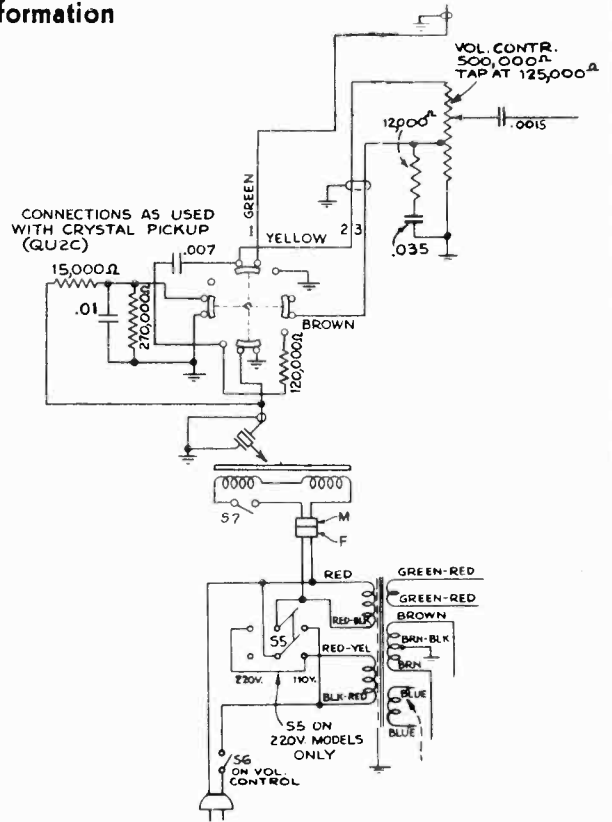 formation
VOL. CONTR.
500,000Ω
TAP AT 125,000Ω
12000Ω
.0015
GREEN
1
CONNECTIONS AS USED
WITH CRYSTAL PICKUP
(QU2C)
.007
YELLOW
2
3
.035
15,000Ω
.01
270,000Ω
BROWN
120,000Ω
S7
M
F
RED
GREEN-RED
GREEN-RED
RED-BLK
BROWN
S5
RED-YEL
BRN-BLK
BRN
220V.
110V.
BLK-RED
BLUE
BLUE
S5 ON
220V. MODELS
ONLY
S6
ON VOL.
CONTROL